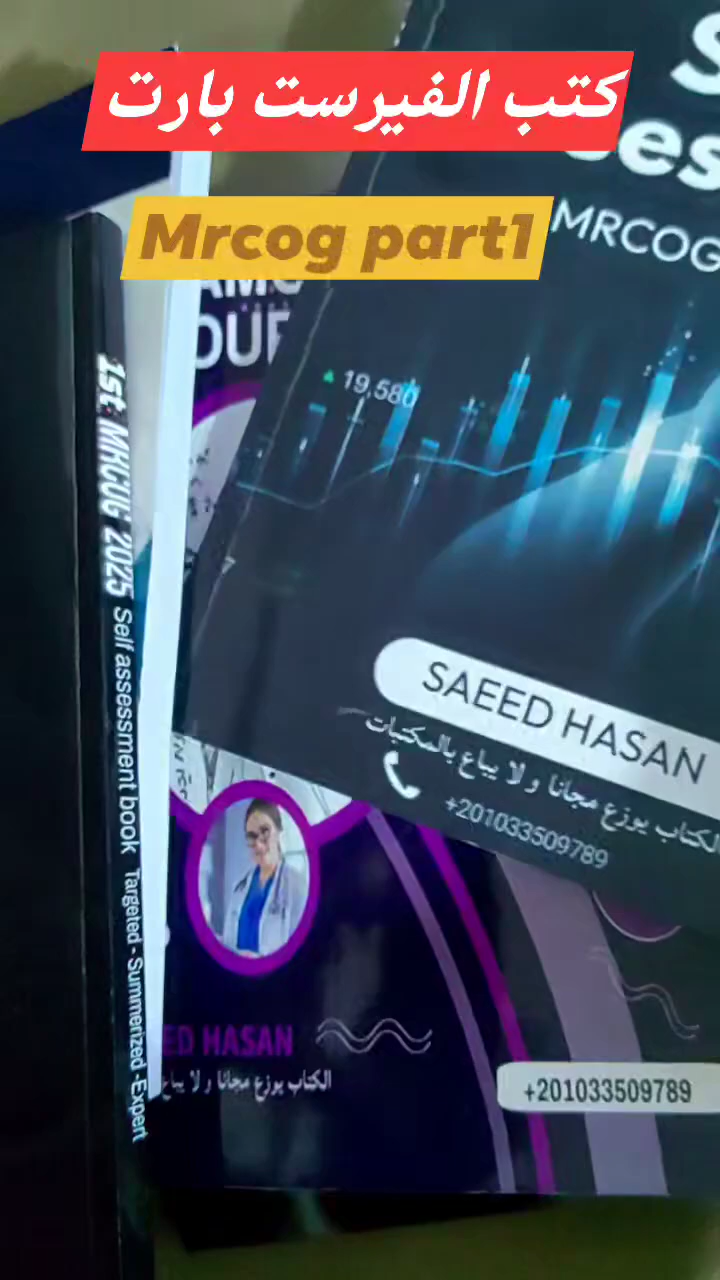 كتب الفيرست بارت
Mrcog part1
MRCOG
19,580
SAEED HASAN
الكتاب يوزع مجانا و لا يباع بالمكتبات
+201033509789
1st MRCOG 2025 Self assessment book Targeted - Summerized -Expert
HASAN
الكتاب يوزع مجانا و لا
+201033509789